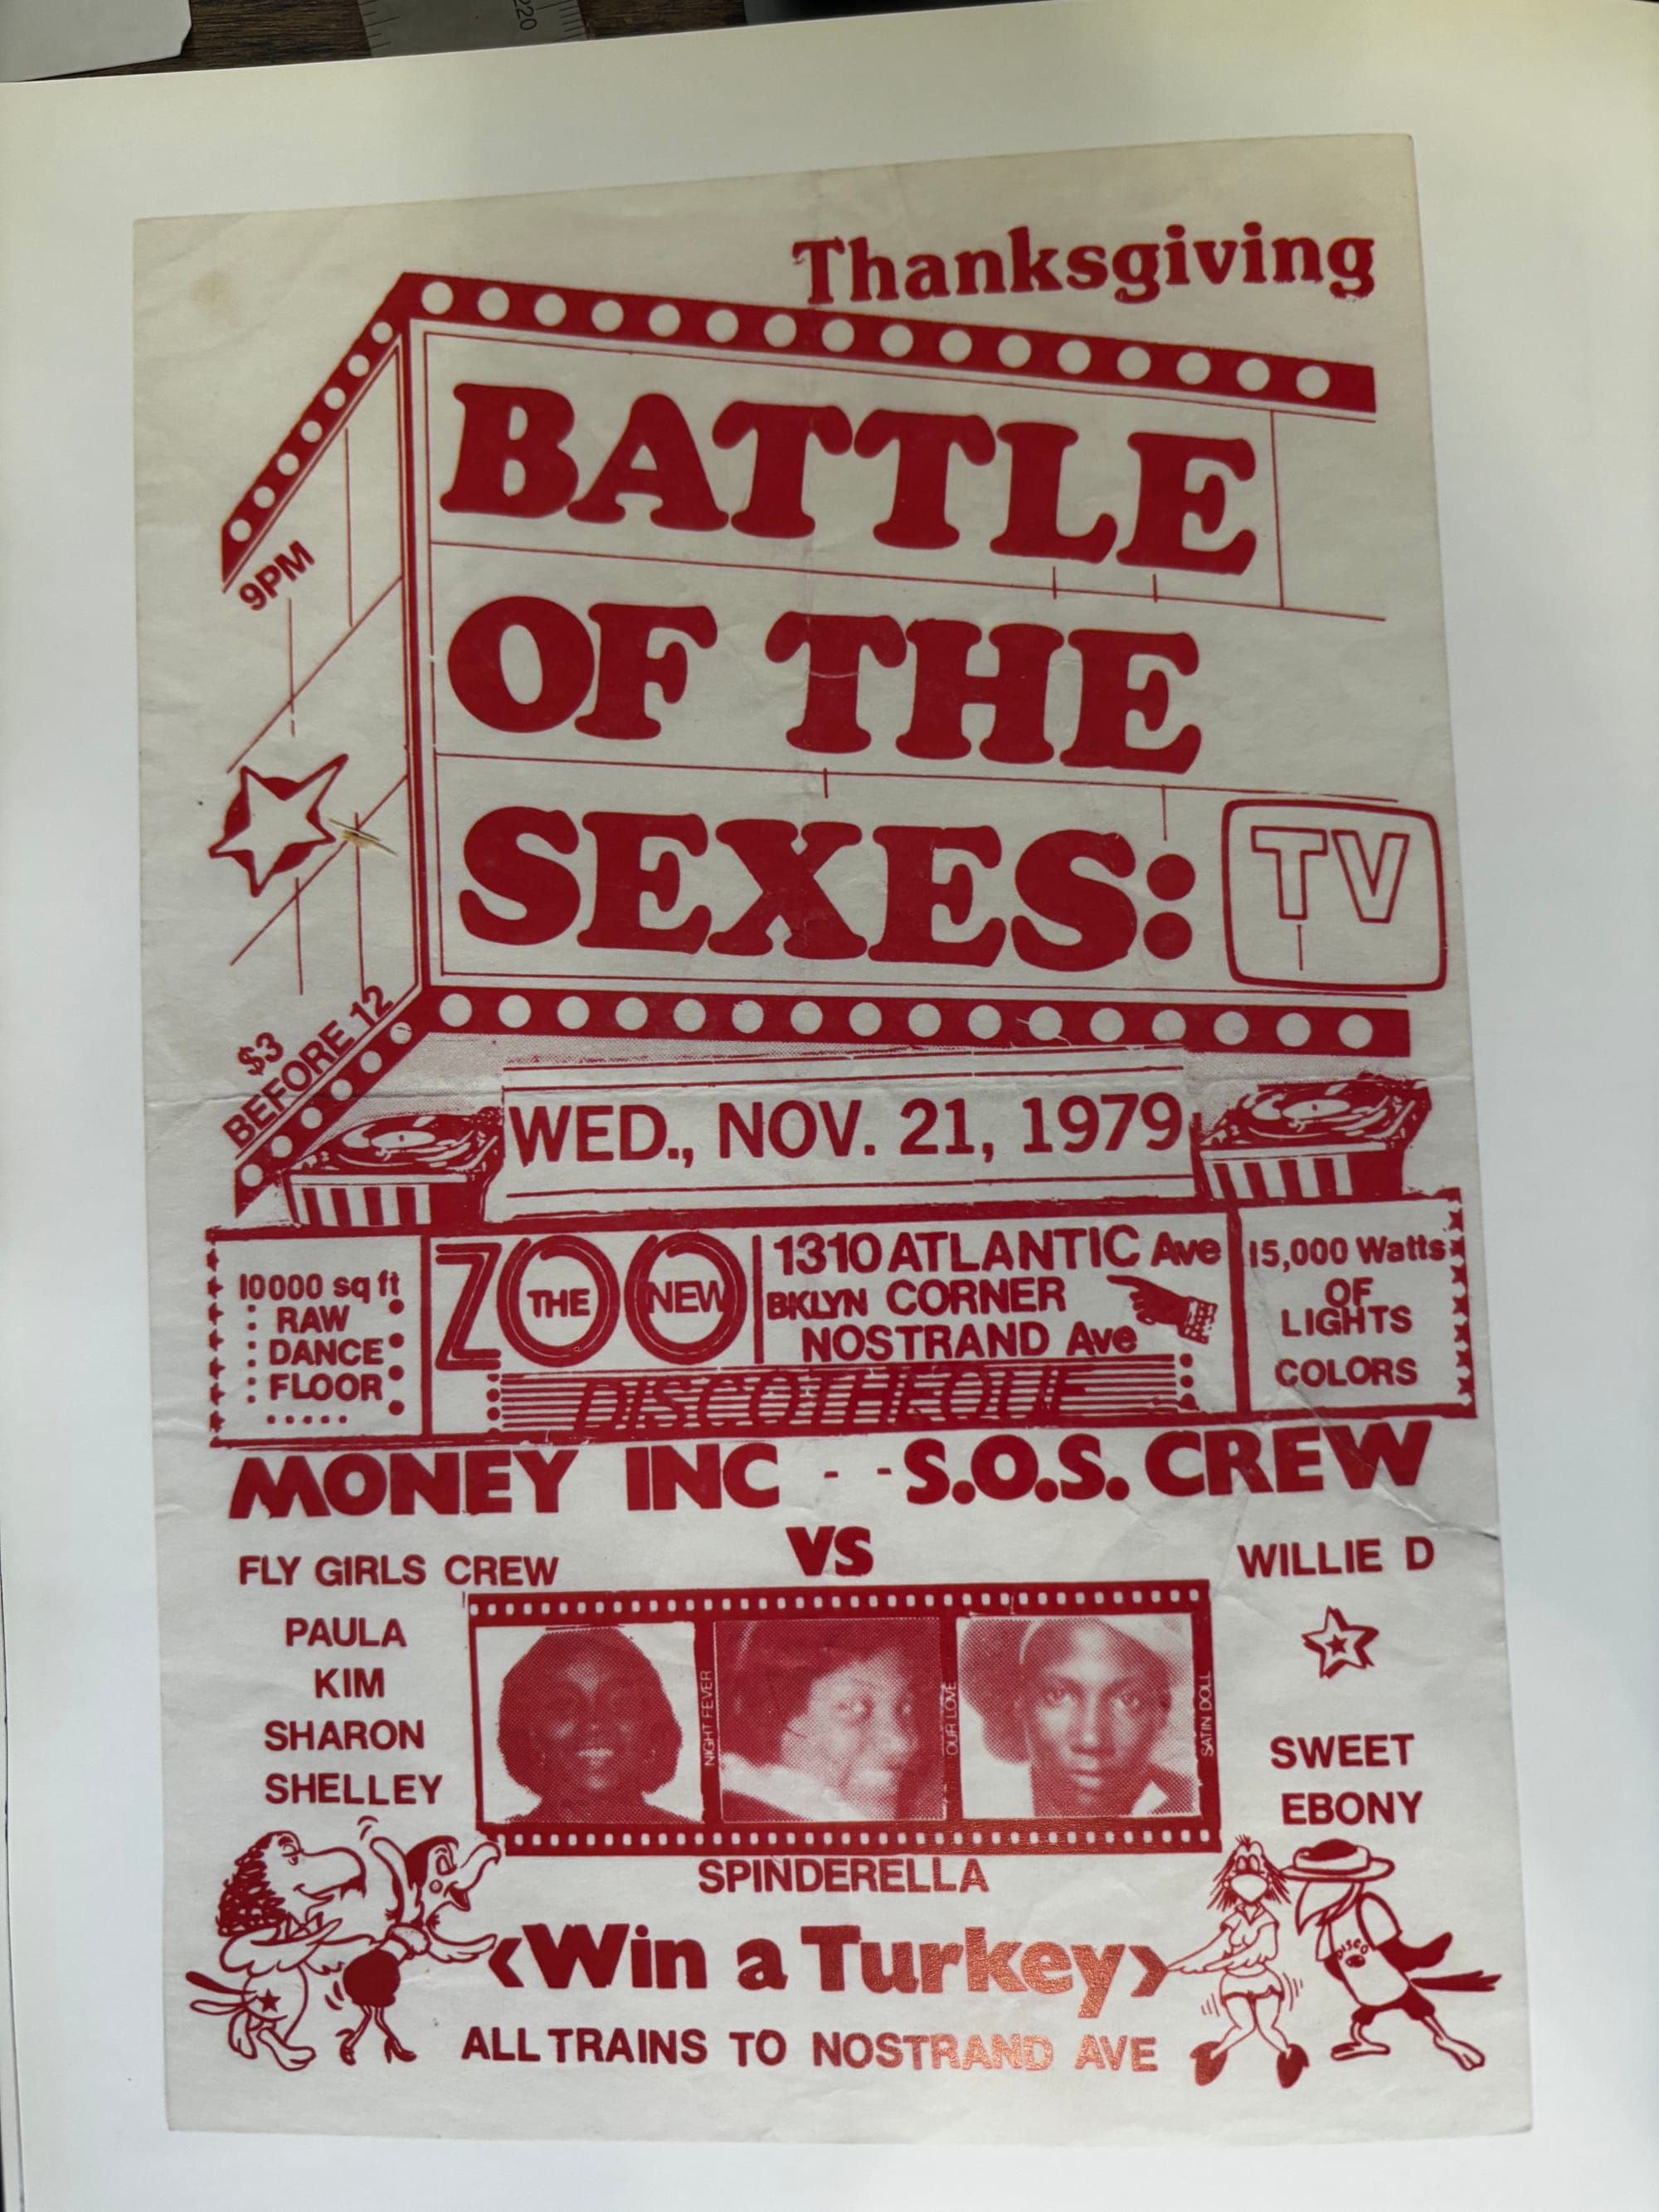 220
Thanksgiving
BATTLE
OF THE
SEXES:
TV
9PM
$3
BEFORE 12
WED., NOV. 21, 1979
10000 sq ft
RAW
DANCE
FLOOR
ZOO
THE NEW
1310 ATLANTIC Ave
BKLYN CORNER
NOSTRAND Ave
DISCOTHEQUE
15,000 Watts
OF
LIGHTS
COLORS
MONEY INC - - S.O.S. CREW
VS
FLY GIRLS CREW
PAULA
KIM
SHARON
SHELLEY
NIGHT FEVER
OUR LOVE
SATIN DOLL
WILLIE D
SWEET
EBONY
SPINDERELLA
<Win a Turkey>
DISCO
ALL TRAINS TO NOSTRAND AVE